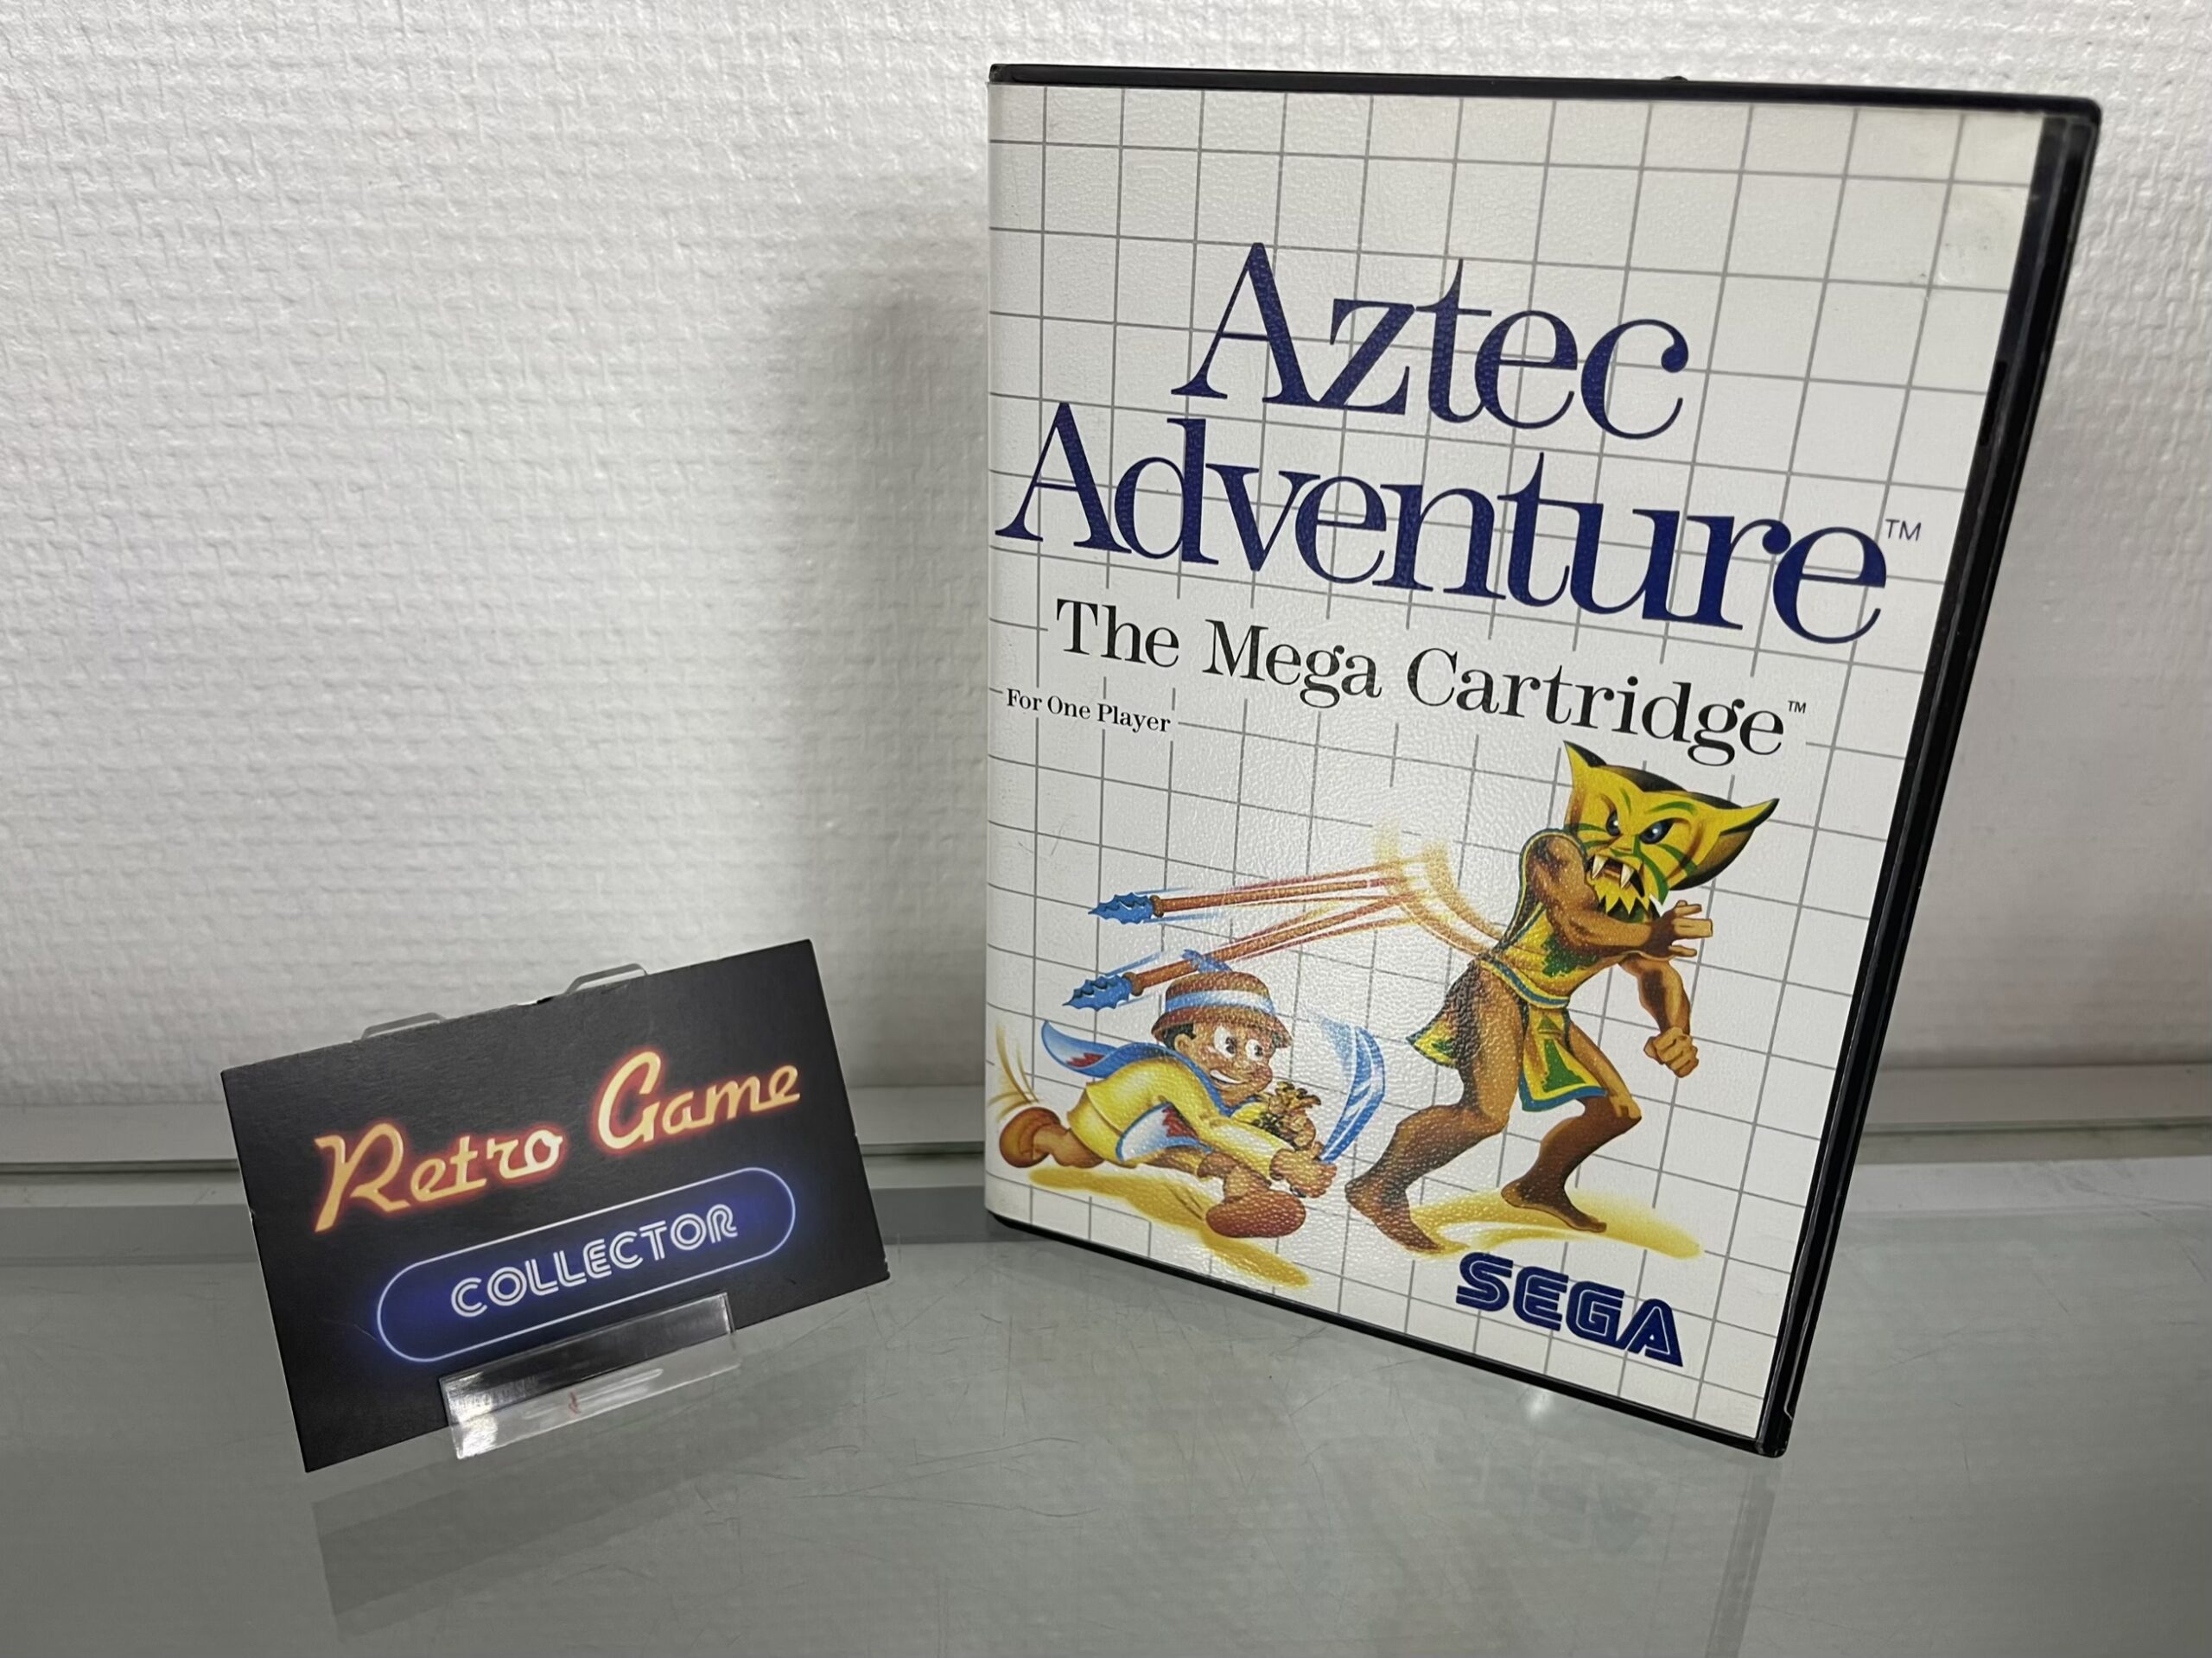 Aztec
Adventure™
The Mega Cartridge™
For One Player
SEGA
Retro Game
COLLECTOR